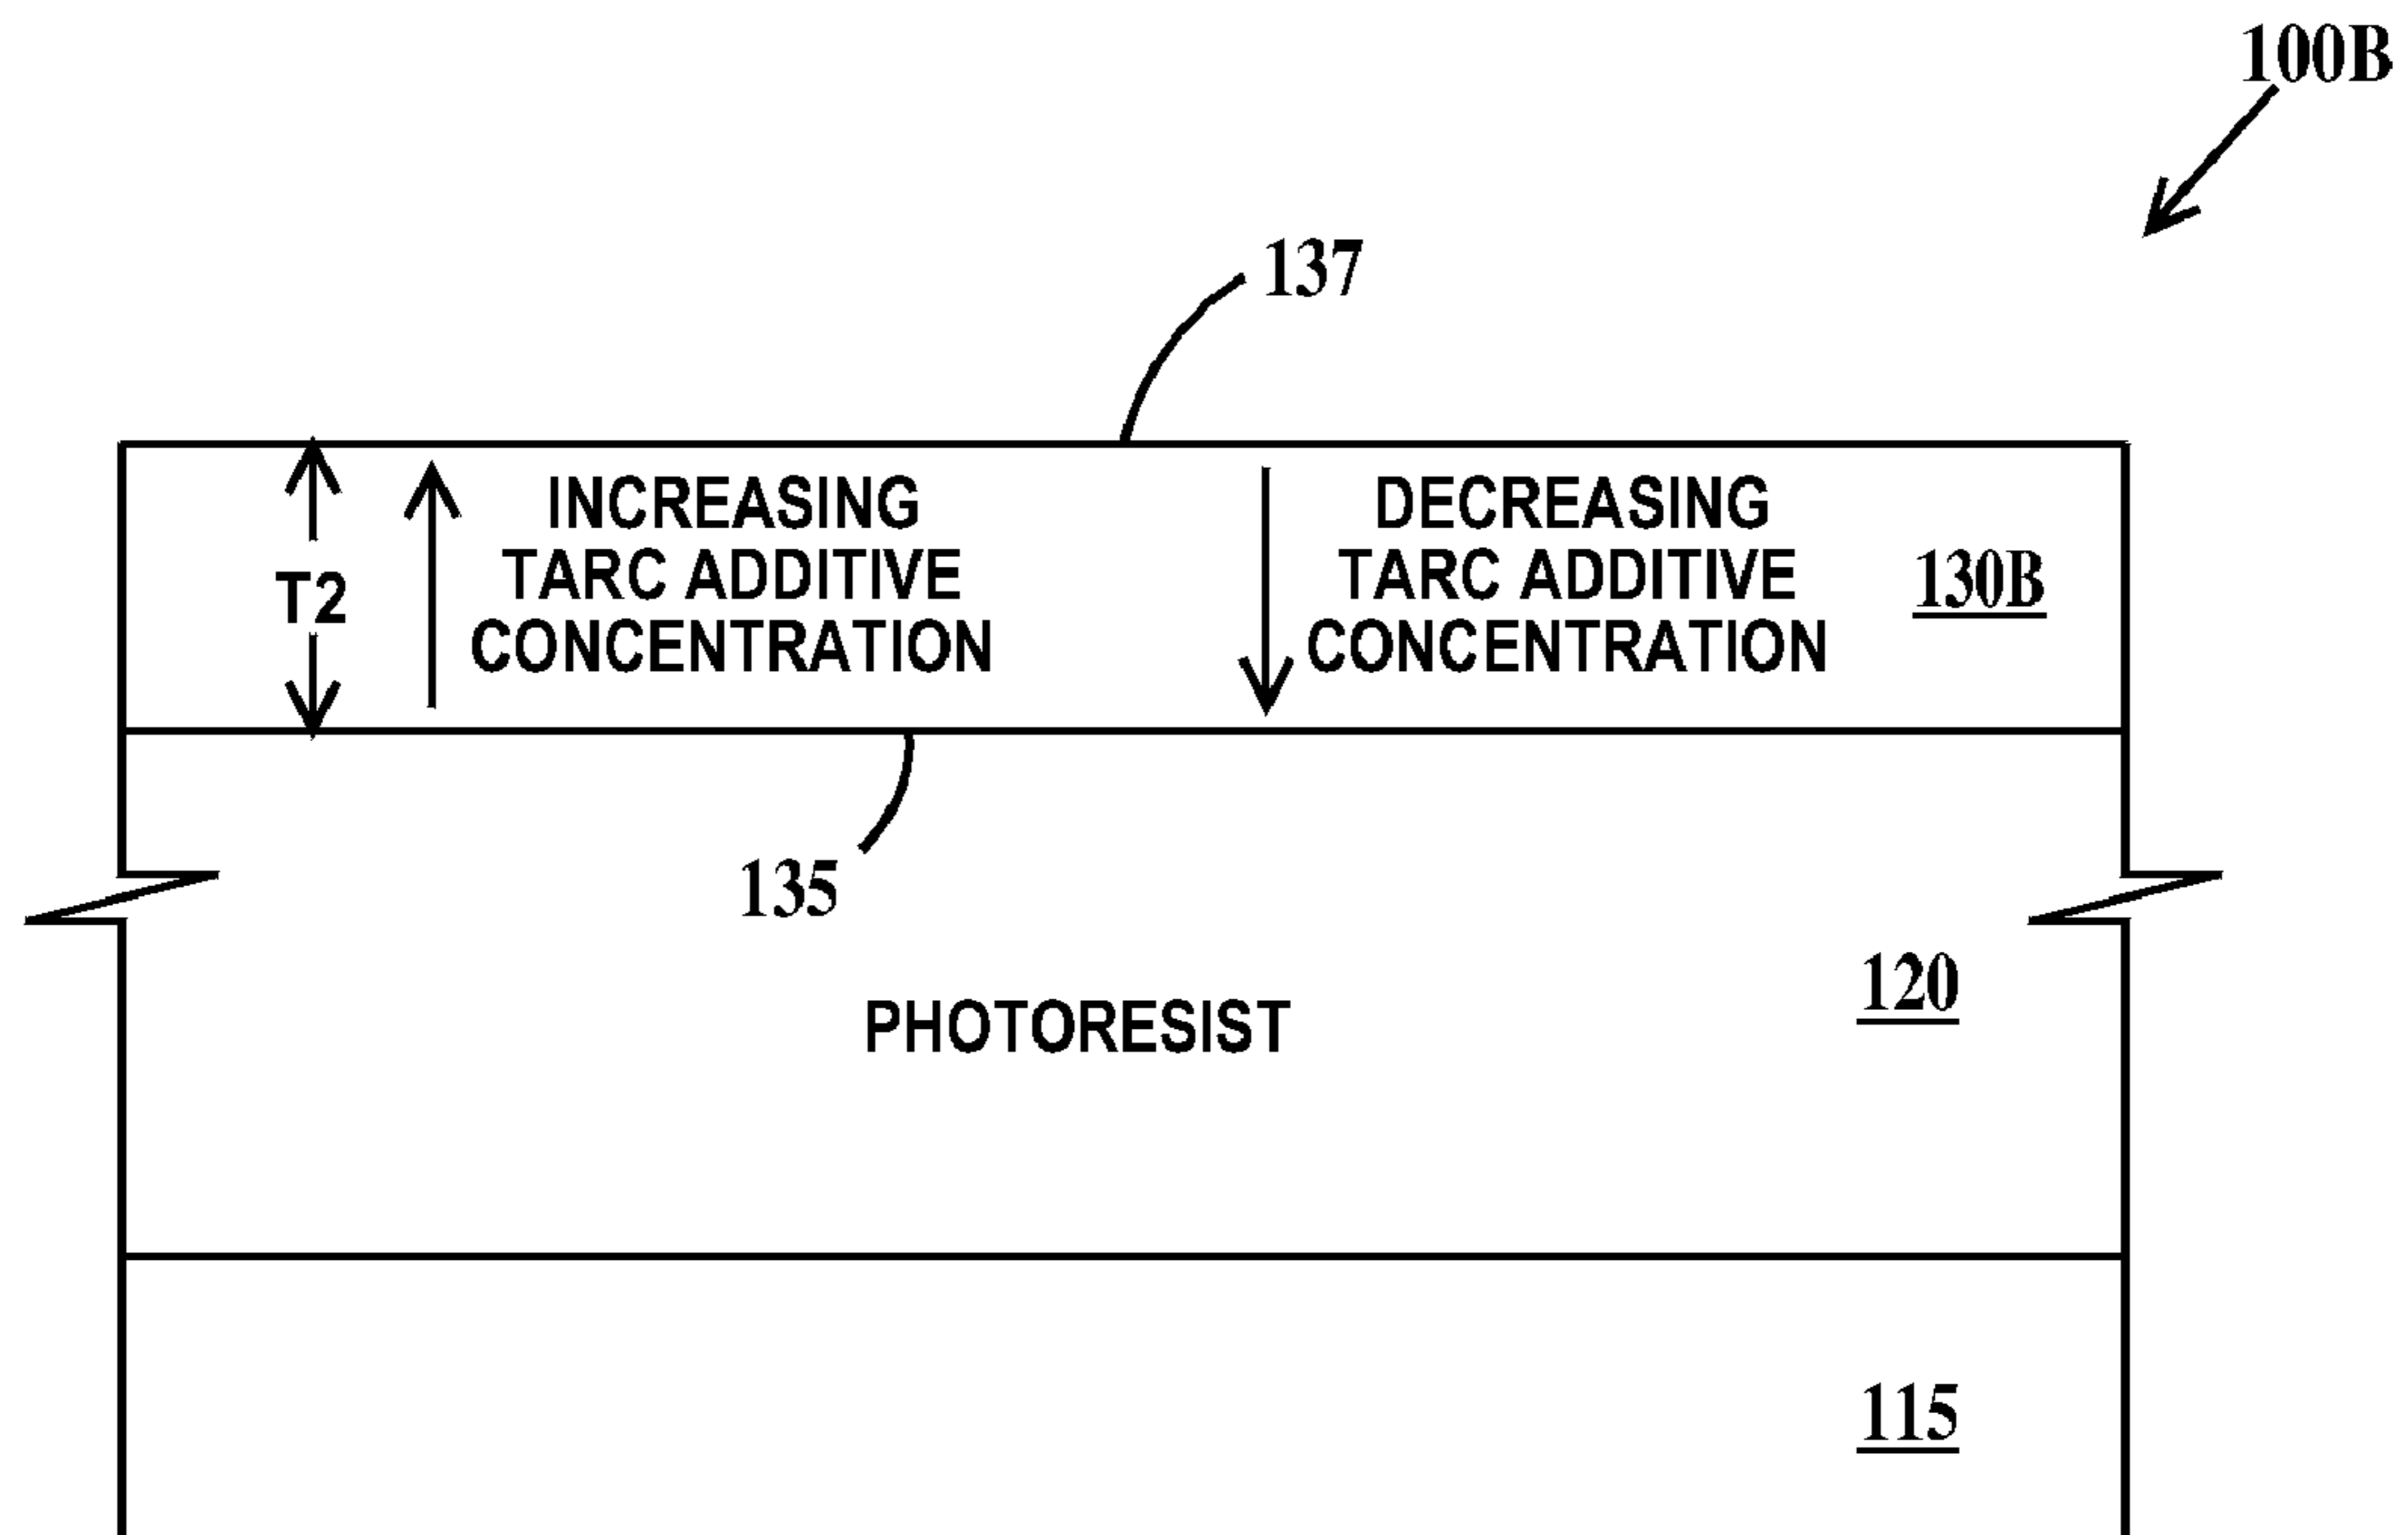 100B
137
INCREASING
TARC ADDITIVE
CONCENTRATION
DECREASING
TARC ADDITIVE
CONCENTRATION
130B
T2
135
120
PHOTORESIST
115